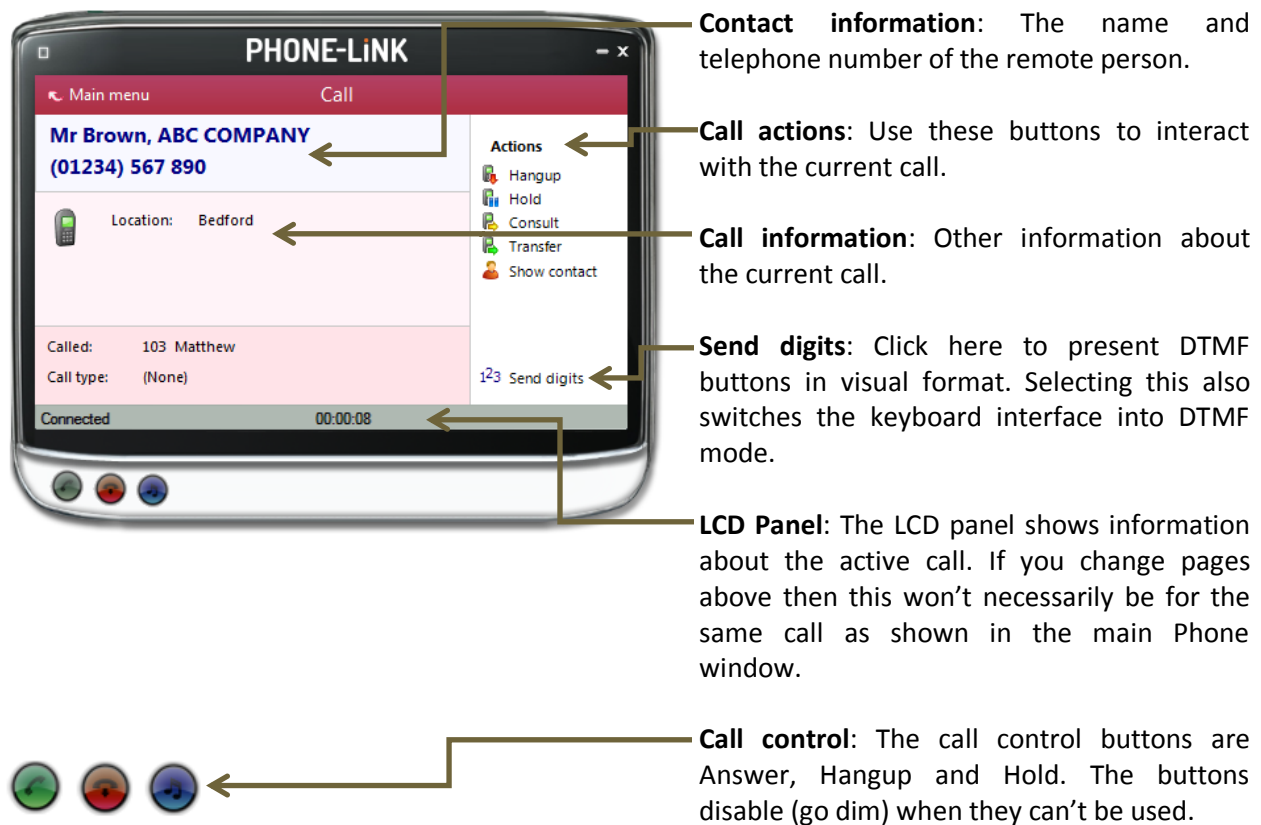 PHONE-LiNK
Main menu
Call
Mr Brown, ABC COMPANY
(01234) 567 890
Location: Bedford
Called: 103 Matthew
Call type: (None)
Actions
Hangup
Hold
Consult
Transfer
Show contact
123 Send digits
Connected 00:00:08
Contact information: The name and
telephone number of the remote person.
Call actions: Use these buttons to interact
with the current call.
Call information: Other information about
the current call.
Send digits: Click here to present DTMF
buttons in visual format. Selecting this also
switches the keyboard interface into DTMF
mode.
LCD Panel: The LCD panel shows information
about the active call. If you change pages
above then this won’t necessarily be for the
same call as shown in the main Phone
window.
Call control: The call control buttons are
Answer, Hangup and Hold. The buttons
disable (go dim) when they can’t be used.